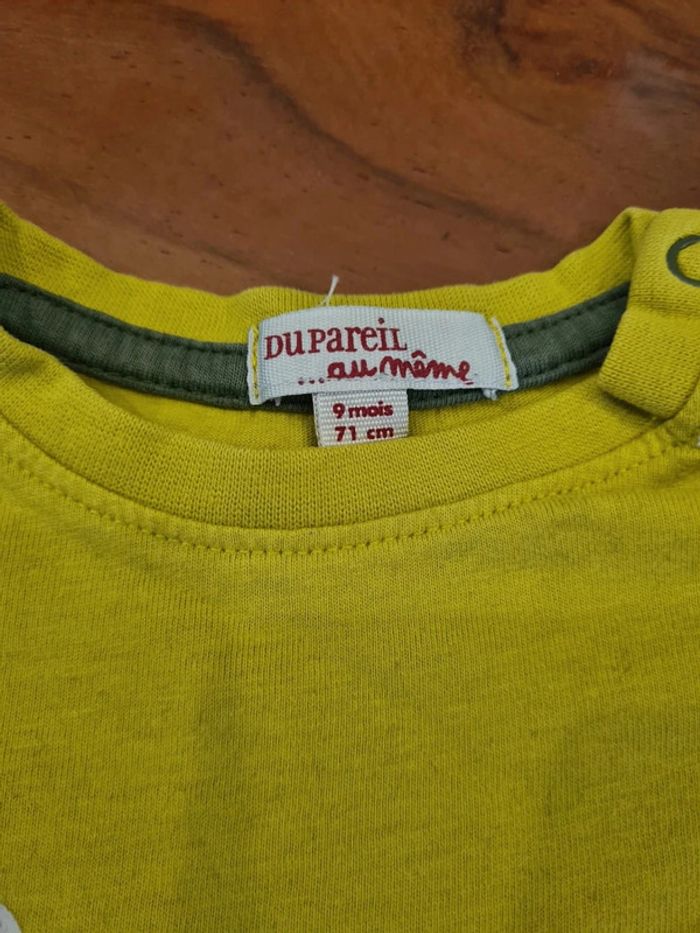 DU PAREIL
...au même
9 mois
71 cm